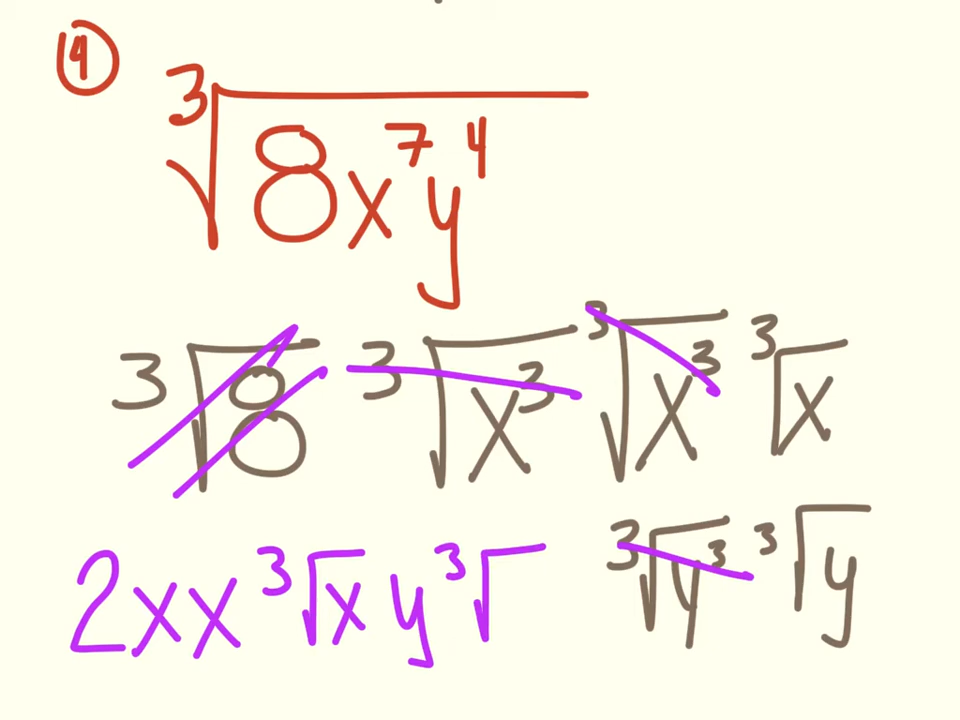 ④
∛(8x⁷y⁴)
∛8 ∛x³ ∛x³ ∛x
∛y³ ∛y
2xx∛x y∛